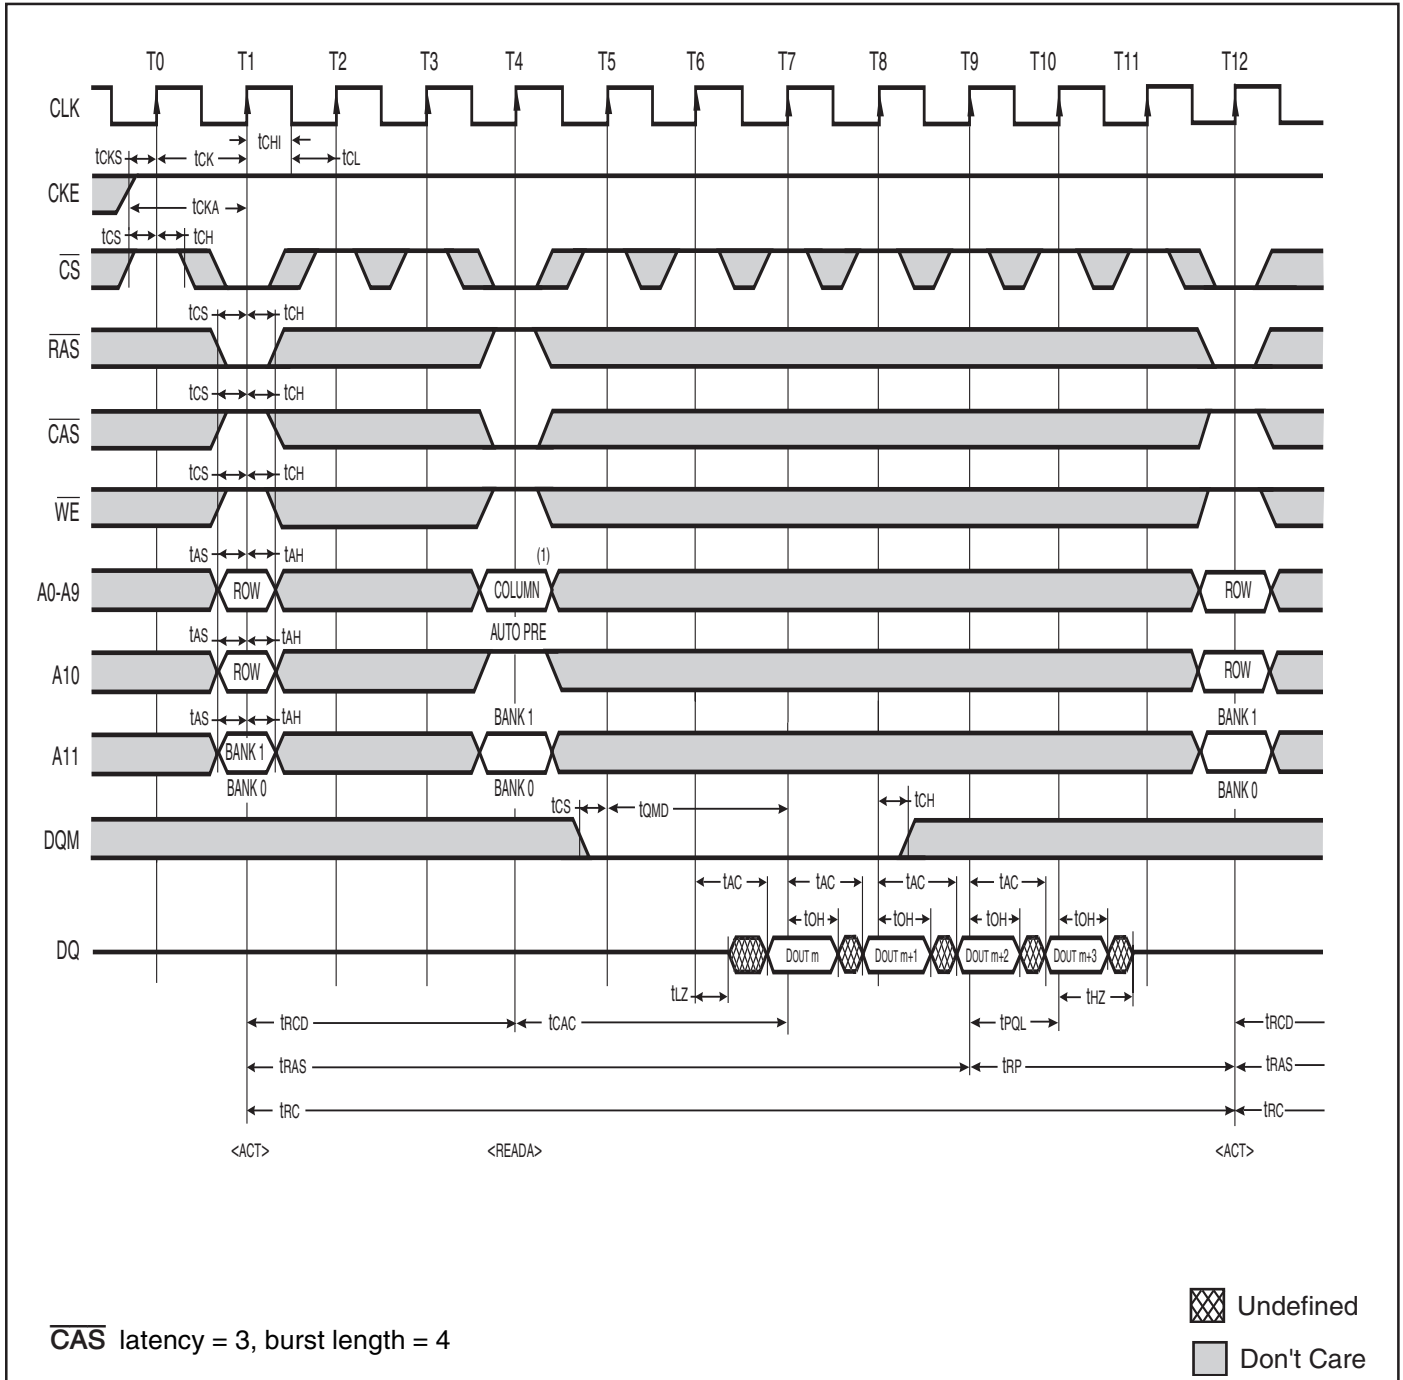 T0 T1 T2 T3 T4 T5 T6 T7 T8 T9 T10 T11 T12
CLK
tCHI
tCKS tCK tCL
CKE
tCKA
tCS tCH
CS
tCS tCH
RAS
tCS tCH
CAS
tCS tCH
WE
tAS tAH (1)
A0-A9 ROW COLUMN ROW
AUTO PRE
tAS tAH
A10 ROW ROW
tAS tAH BANK 1 BANK 1
A11 BANK 1
BANK 0 BANK 0 BANK 0
tCS tQMD tCH
DQM
tAC tAC tAC tAC
tOH tOH tOH tOH
DQ DOUT m DOUT m+1 DOUT m+2 DOUT m+3
tLZ tHZ
tRCD tCAC tPQL tRCD
tRAS tRP tRAS
tRC tRC
<ACT> <READA> <ACT>
Undefined
CAS latency = 3, burst length = 4
Don't Care